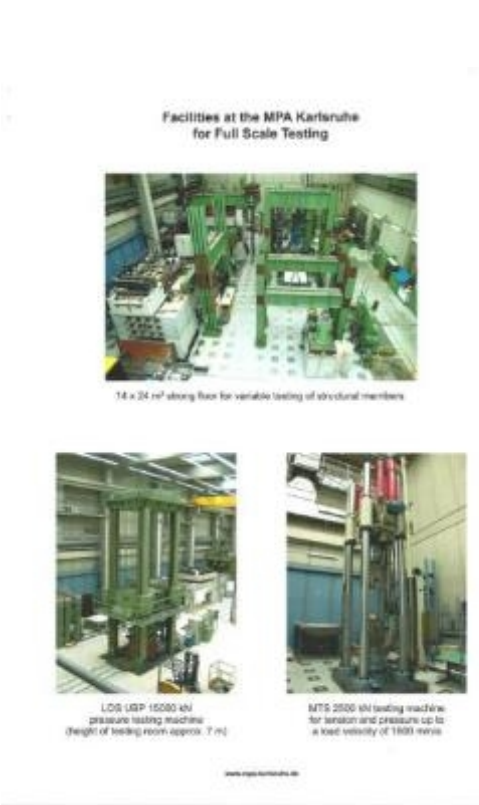 Facilities at the MPA Karlsruhe
for Full Scale Testing
14 x 24 m² strong floor for variable testing of structural members
LOS UBP 15000 kN
pressure testing machine
(height of testing room approx. 7 m)
MTS 2500 kN testing machine
for tension and pressure up to
a load velocity of 1600 mm/s
www.mpa-karlsruhe.de